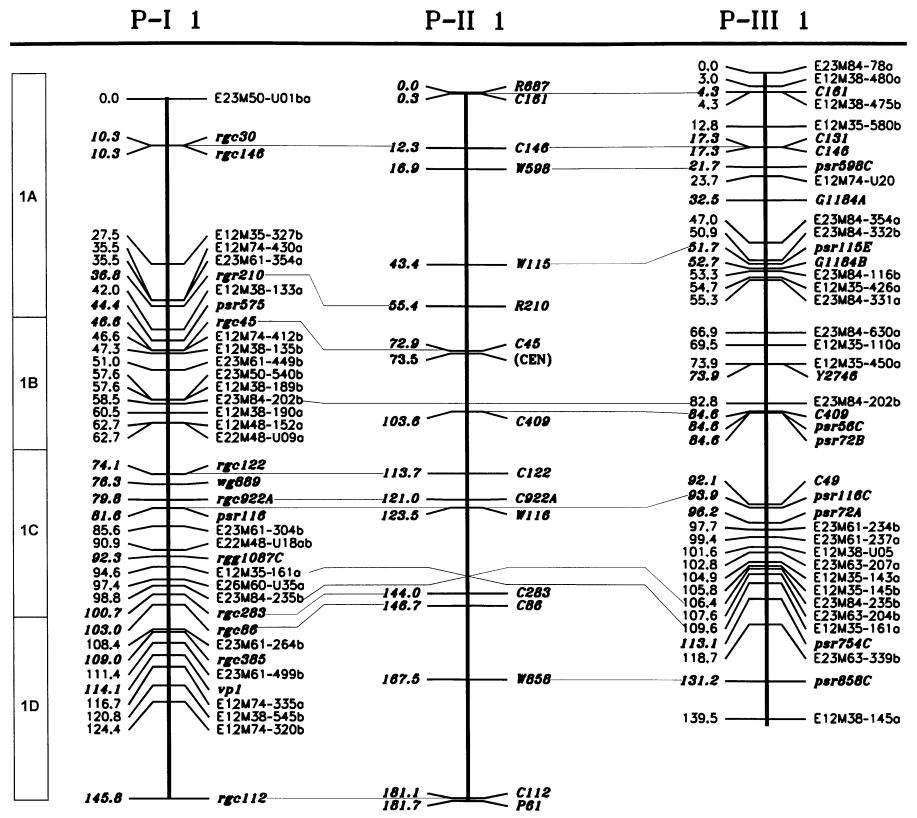 P-I 1
P-II 1
P-III 1
1A
1B
1C
1D
0.0 E23M50-U01ba
10.3 rgc30
10.3 rgc146
27.5 E12M35-327b
35.5 E12M74-430a
35.5 E23M61-354a
36.8 rgr210
42.0 E12M38-133a
44.4 psr575
46.6 rgc45
46.6 E12M74-412b
47.3 E12M38-135b
51.0 E23M61-449b
57.6 E23M50-540b
57.6 E12M38-189b
58.5 E23M84-202b
60.5 E12M38-190a
62.7 E12M48-152a
62.7 E22M48-U09a
74.1 rgc122
76.3 wg889
79.8 rgc922A
81.6 psr116
85.6 E23M61-304b
90.9 E22M48-U18ab
92.3 rgg1087C
94.6 E12M35-161a
97.4 E26M60-U35a
98.8 E23M84-235b
100.7 rgc283
103.0 rgc86
108.4 E23M61-264b
109.0 rgc385
111.4 E23M61-499b
114.1 vp1
116.7 E12M74-335a
120.8 E12M38-545b
124.4 E12M74-320b
145.8 rgc112
0.0 R687
0.3 C161
12.3 C146
16.9 W598
43.4 W115
55.4 R210
72.9 C45
73.5 (CEN)
103.6 C409
113.7 C122
121.0 C922A
123.5 W116
144.0 C283
146.7 C86
167.5 W858
181.1 C112
181.7 P61
0.0 E23M84-78a
3.0 E12M38-480a
4.3 C161
4.3 E12M38-475b
12.8 E12M35-580b
17.3 C131
17.3 C146
21.7 psr598C
23.7 E12M74-U20
32.5 G1184A
47.0 E23M84-354a
50.9 E23M84-332b
51.7 psr115E
52.7 G1184B
53.3 E23M84-116b
54.7 E12M35-426a
55.3 E23M84-331a
66.9 E23M84-630a
69.5 E12M35-110a
73.9 E12M35-450a
73.9 Y2746
82.8 E23M84-202b
84.6 C409
84.6 psr56C
84.6 psr72B
92.1 C49
93.9 psr116C
96.2 psr72A
97.7 E23M61-234b
99.4 E23M61-237a
101.6 E12M38-U05
102.8 E23M63-207a
104.9 E12M35-143a
105.8 E12M35-145b
106.4 E23M84-235b
107.6 E23M63-204b
109.6 E12M35-161a
113.1 psr754C
118.7 E23M63-339b
131.2 psr858C
139.5 E12M38-145a